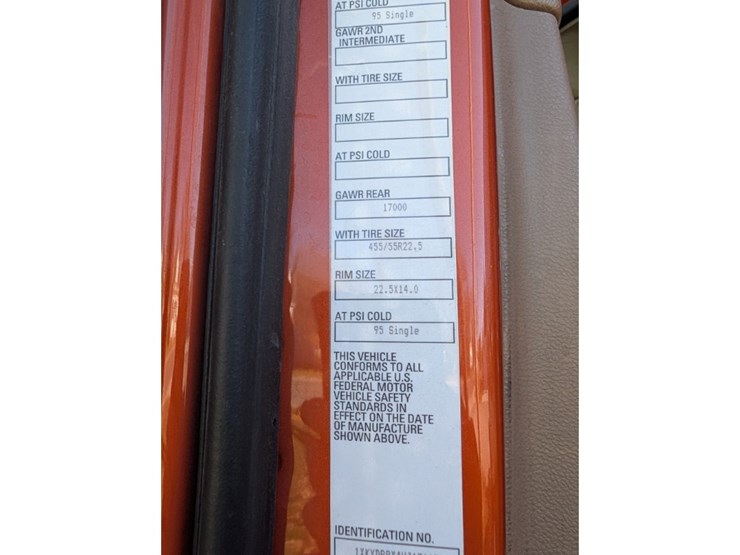 AT PSI COLD
95 Single
GAWR 2ND
INTERMEDIATE
WITH TIRE SIZE
RIM SIZE
AT PSI COLD
GAWR REAR
17000
WITH TIRE SIZE
455/55R22.5
RIM SIZE
22.5X14.0
AT PSI COLD
95 Single
THIS VEHICLE
CONFORMS TO ALL
APPLICABLE U.S.
FEDERAL MOTOR
VEHICLE SAFETY
STANDARDS IN
EFFECT ON THE DATE
OF MANUFACTURE
SHOWN ABOVE.
IDENTIFICATION NO.